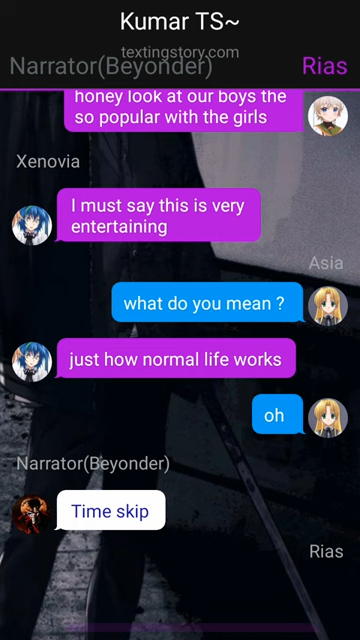 Kumar TS~
textingstory.com
Narrator(Beyonder)
Rias
honey look at our boys the
so popular with the girls
Xenovia
I must say this is very
entertaining
Asia
what do you mean ?
just how normal life works
oh
Narrator(Beyonder)
Time skip
Rias